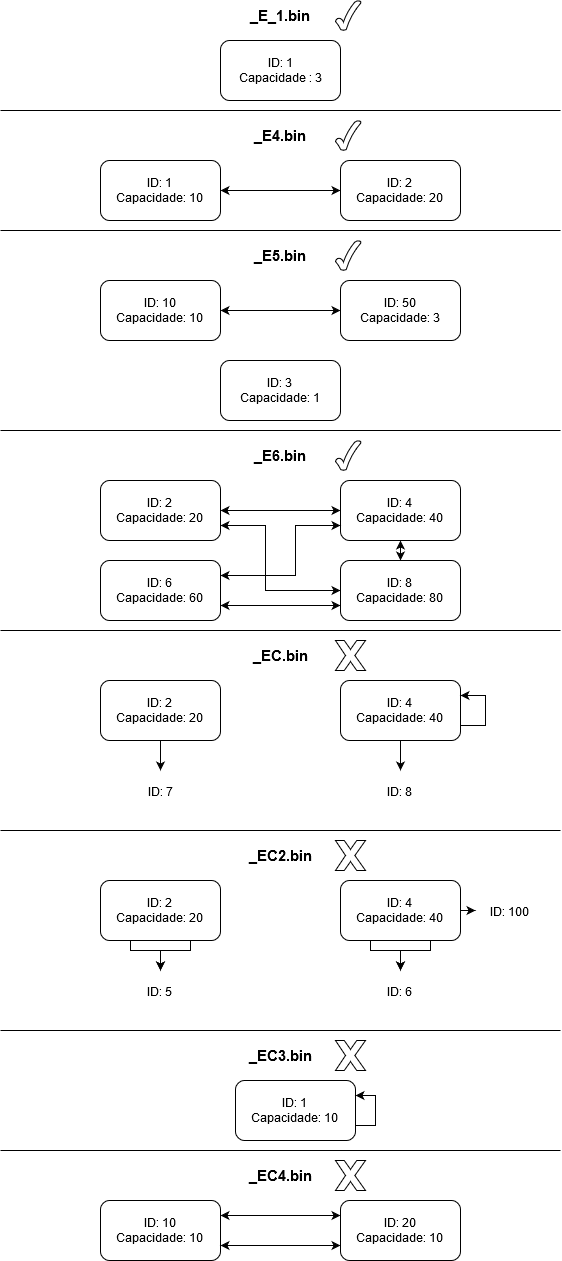 _E_1.bin
ID: 1
Capacidade : 3
_E4.bin
ID: 1
Capacidade: 10
ID: 2
Capacidade: 20
_E5.bin
ID: 10
Capacidade: 10
ID: 50
Capacidade: 3
ID: 3
Capacidade: 1
_E6.bin
ID: 2
Capacidade: 20
ID: 4
Capacidade: 40
ID: 6
Capacidade: 60
ID: 8
Capacidade: 80
_EC.bin
ID: 2
Capacidade: 20
ID: 4
Capacidade: 40
ID: 7
ID: 8
_EC2.bin
ID: 2
Capacidade: 20
ID: 4
Capacidade: 40
ID: 100
ID: 5
ID: 6
_EC3.bin
ID: 1
Capacidade: 10
_EC4.bin
ID: 10
Capacidade: 10
ID: 20
Capacidade: 10